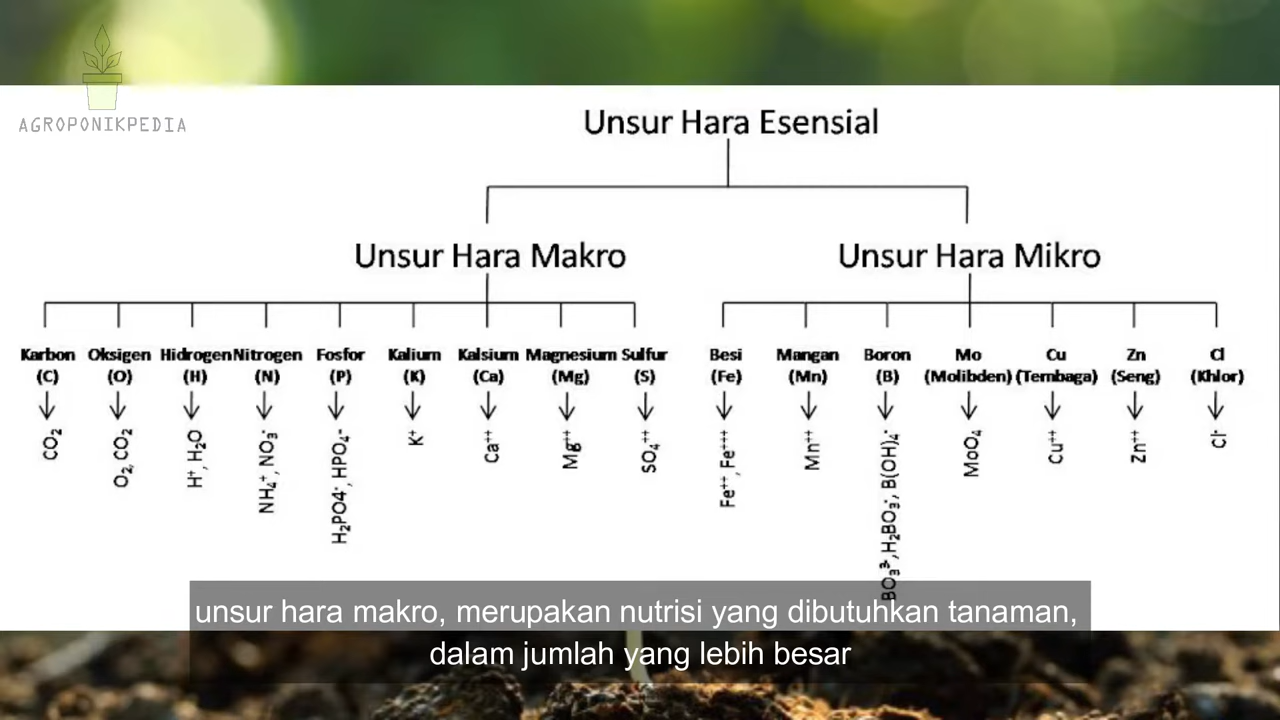 AGROPONIKPEDIA
Unsur Hara Esensial
Unsur Hara Makro
Unsur Hara Mikro
Karbon (C)
Oksigen (O)
Hidrogen (H)
Nitrogen (N)
Fosfor (P)
Kalium (K)
Kalsium (Ca)
Magnesium (Mg)
Sulfur (S)
Besi (Fe)
Mangan (Mn)
Boron (B)
Mo (Molibden)
Cu (Tembaga)
Zn (Seng)
Cl (Khlor)
CO₂
O₂, CO₂
H⁺, H₂O
NH₄⁺, NO₃⁻
H₂PO4⁻, HPO₄⁻
K⁺
Ca⁺⁺
Mg⁺⁺
SO₄⁺⁺
Fe⁺⁺, Fe⁺⁺⁺
Mn⁺⁺
BO₃³⁻, H₂BO₃⁻, B(OH)₄⁻
MoO₄
Cu⁺⁺
Zn⁺⁺
Cl⁻
unsur hara makro, merupakan nutrisi yang dibutuhkan tanaman,
dalam jumlah yang lebih besar